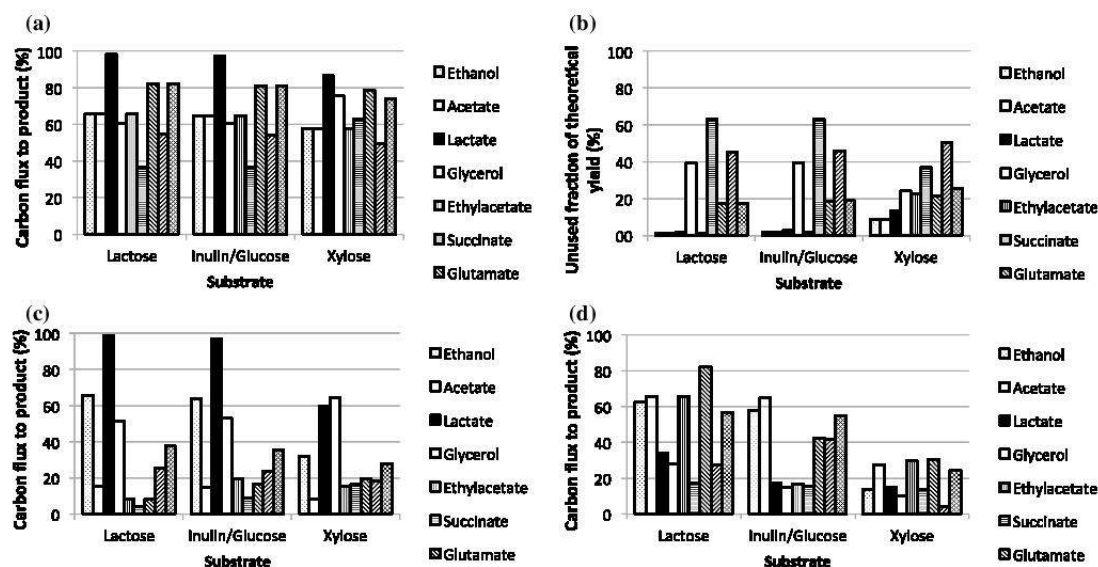 (a)
Carbon flux to product (%)
100
80
60
40
20
0
Lactose Inulin/Glucose Xylose
Substrate
Ethanol
Acetate
Lactate
Glycerol
Ethylacetate
Succinate
Glutamate
(b)
Unused fraction of theoretical
yield (%)
100
80
60
40
20
00
Lactose Inulin/Glucose Xylose
Substrate
Ethanol
Acetate
Lactate
Glycerol
Ethylacetate
Succinate
Glutamate
(c)
Carbon flux to product (%)
100
80
60
40
20
0
Lactose Inulin/Glucose Xylose
Substrate
Ethanol
Acetate
Lactate
Glycerol
Ethylacetate
Succinate
Glutamate
(d)
Carbon flux to product (%)
100
80
60
40
20
0
Lactose Inulin/Glucose Xylose
Substrate
Ethanol
Acetate
Lactate
Glycerol
Ethylacetate
Succinate
Glutamate